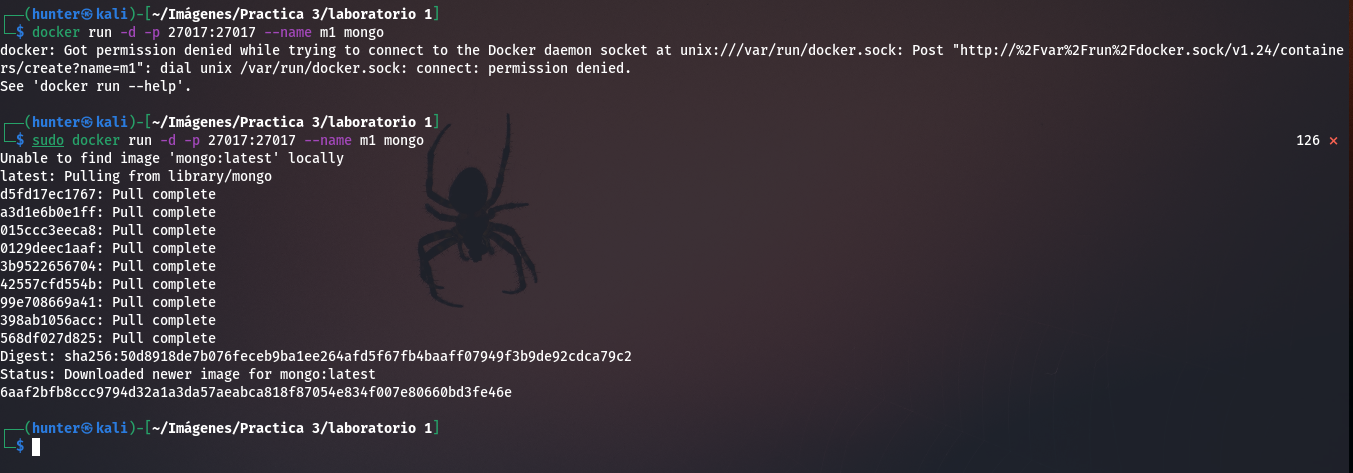 ┌──(hunter㉿kali)-[~/Imágenes/Practica 3/laboratorio 1]
└─$ docker run -d -p 27017:27017 --name m1 mongo
docker: Got permission denied while trying to connect to the Docker daemon socket at unix:///var/run/docker.sock: Post "http://%2Fvar%2Frun%2Fdocker.sock/v1.24/containe
rs/create?name=m1": dial unix /var/run/docker.sock: connect: permission denied.
See 'docker run --help'.
┌──(hunter㉿kali)-[~/Imágenes/Practica 3/laboratorio 1]
└─$ sudo docker run -d -p 27017:27017 --name m1 mongo 126 ⨯
Unable to find image 'mongo:latest' locally
latest: Pulling from library/mongo
d5fd17ec1767: Pull complete
a3d1e6b0e1ff: Pull complete
015ccc3eeca8: Pull complete
0129deec1aaf: Pull complete
3b9522656704: Pull complete
42557cfd554b: Pull complete
99e708669a41: Pull complete
398ab1056acc: Pull complete
568df027d825: Pull complete
Digest: sha256:50d8918de7b076feceb9ba1ee264afd5f67fb4baaff07949f3b9de92cdca79c2
Status: Downloaded newer image for mongo:latest
6aaf2bfb8ccc9794d32a1a3da57aeabca818f87054e834f007e80660bd3fe46e
┌──(hunter㉿kali)-[~/Imágenes/Practica 3/laboratorio 1]
└─$